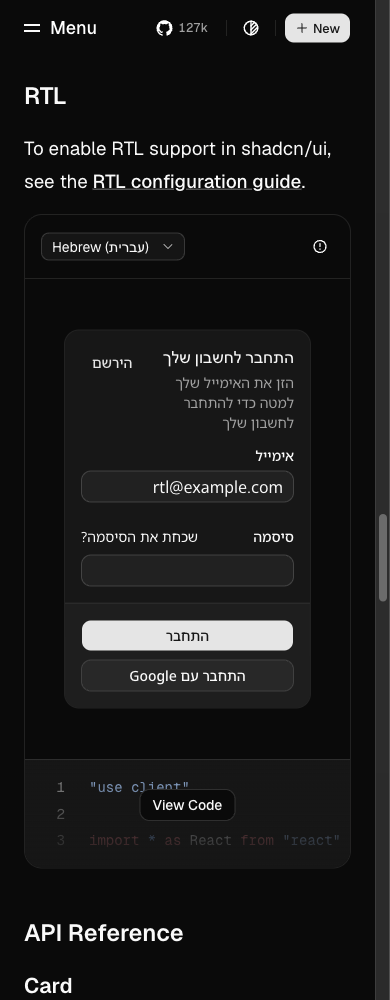 Menu
127k
New
RTL
To enable RTL support in shadcn/ui,
see the RTL configuration guide.
Hebrew (עברית)
התחבר לחשבון שלך
הירשם
הזן את האימייל שלך
למטה כדי להתחבר
לחשבון שלך
אימייל
rtl@example.com
סיסמה
שכחת את הסיסמה?
התחבר
התחבר עם Google
1 "use client"
2
3 import * as React from "react"
View Code
API Reference
Card